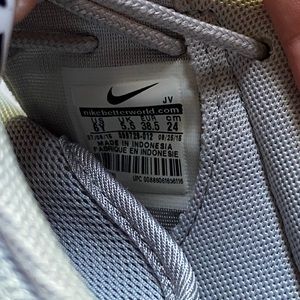 JV
nikebetterworld.com
US UK EUR cm
6Y 5.5 38.5 24
MADE IN INDONESIA
FABRIQUE EN INDONESIE